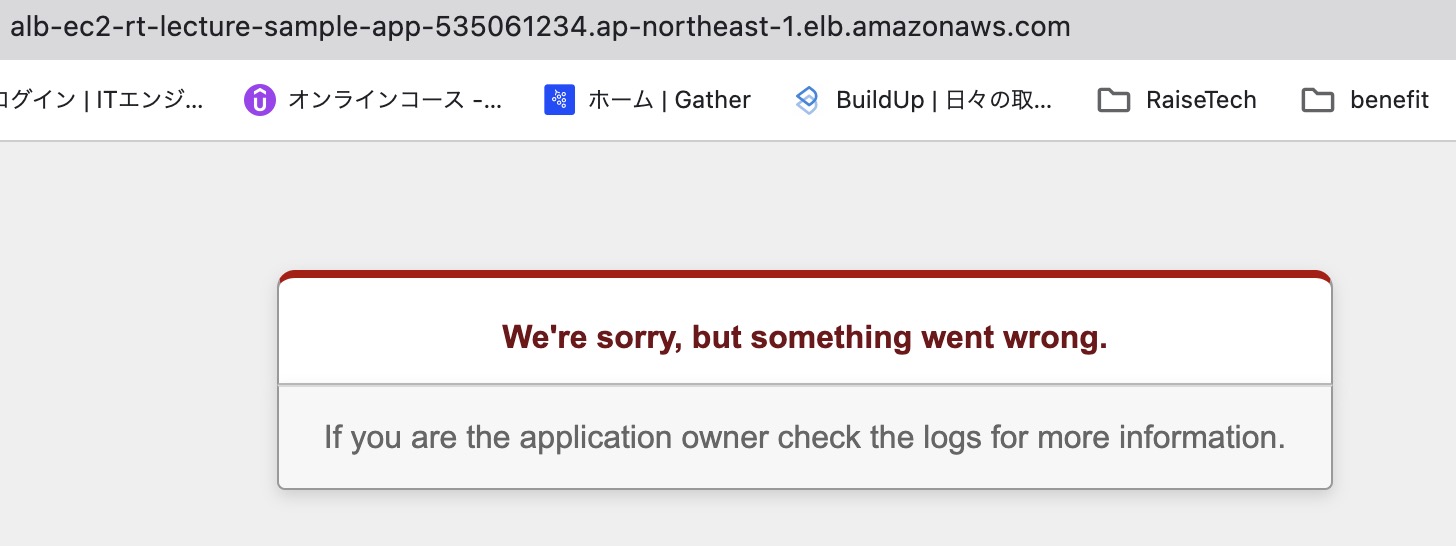 alb-ec2-rt-lecture-sample-app-535061234.ap-northeast-1.elb.amazonaws.com
ログイン | ITエンジ... オンラインコース -... ホーム | Gather BuildUp | 日々の取... RaiseTech benefit
We're sorry, but something went wrong.
If you are the application owner check the logs for more information.